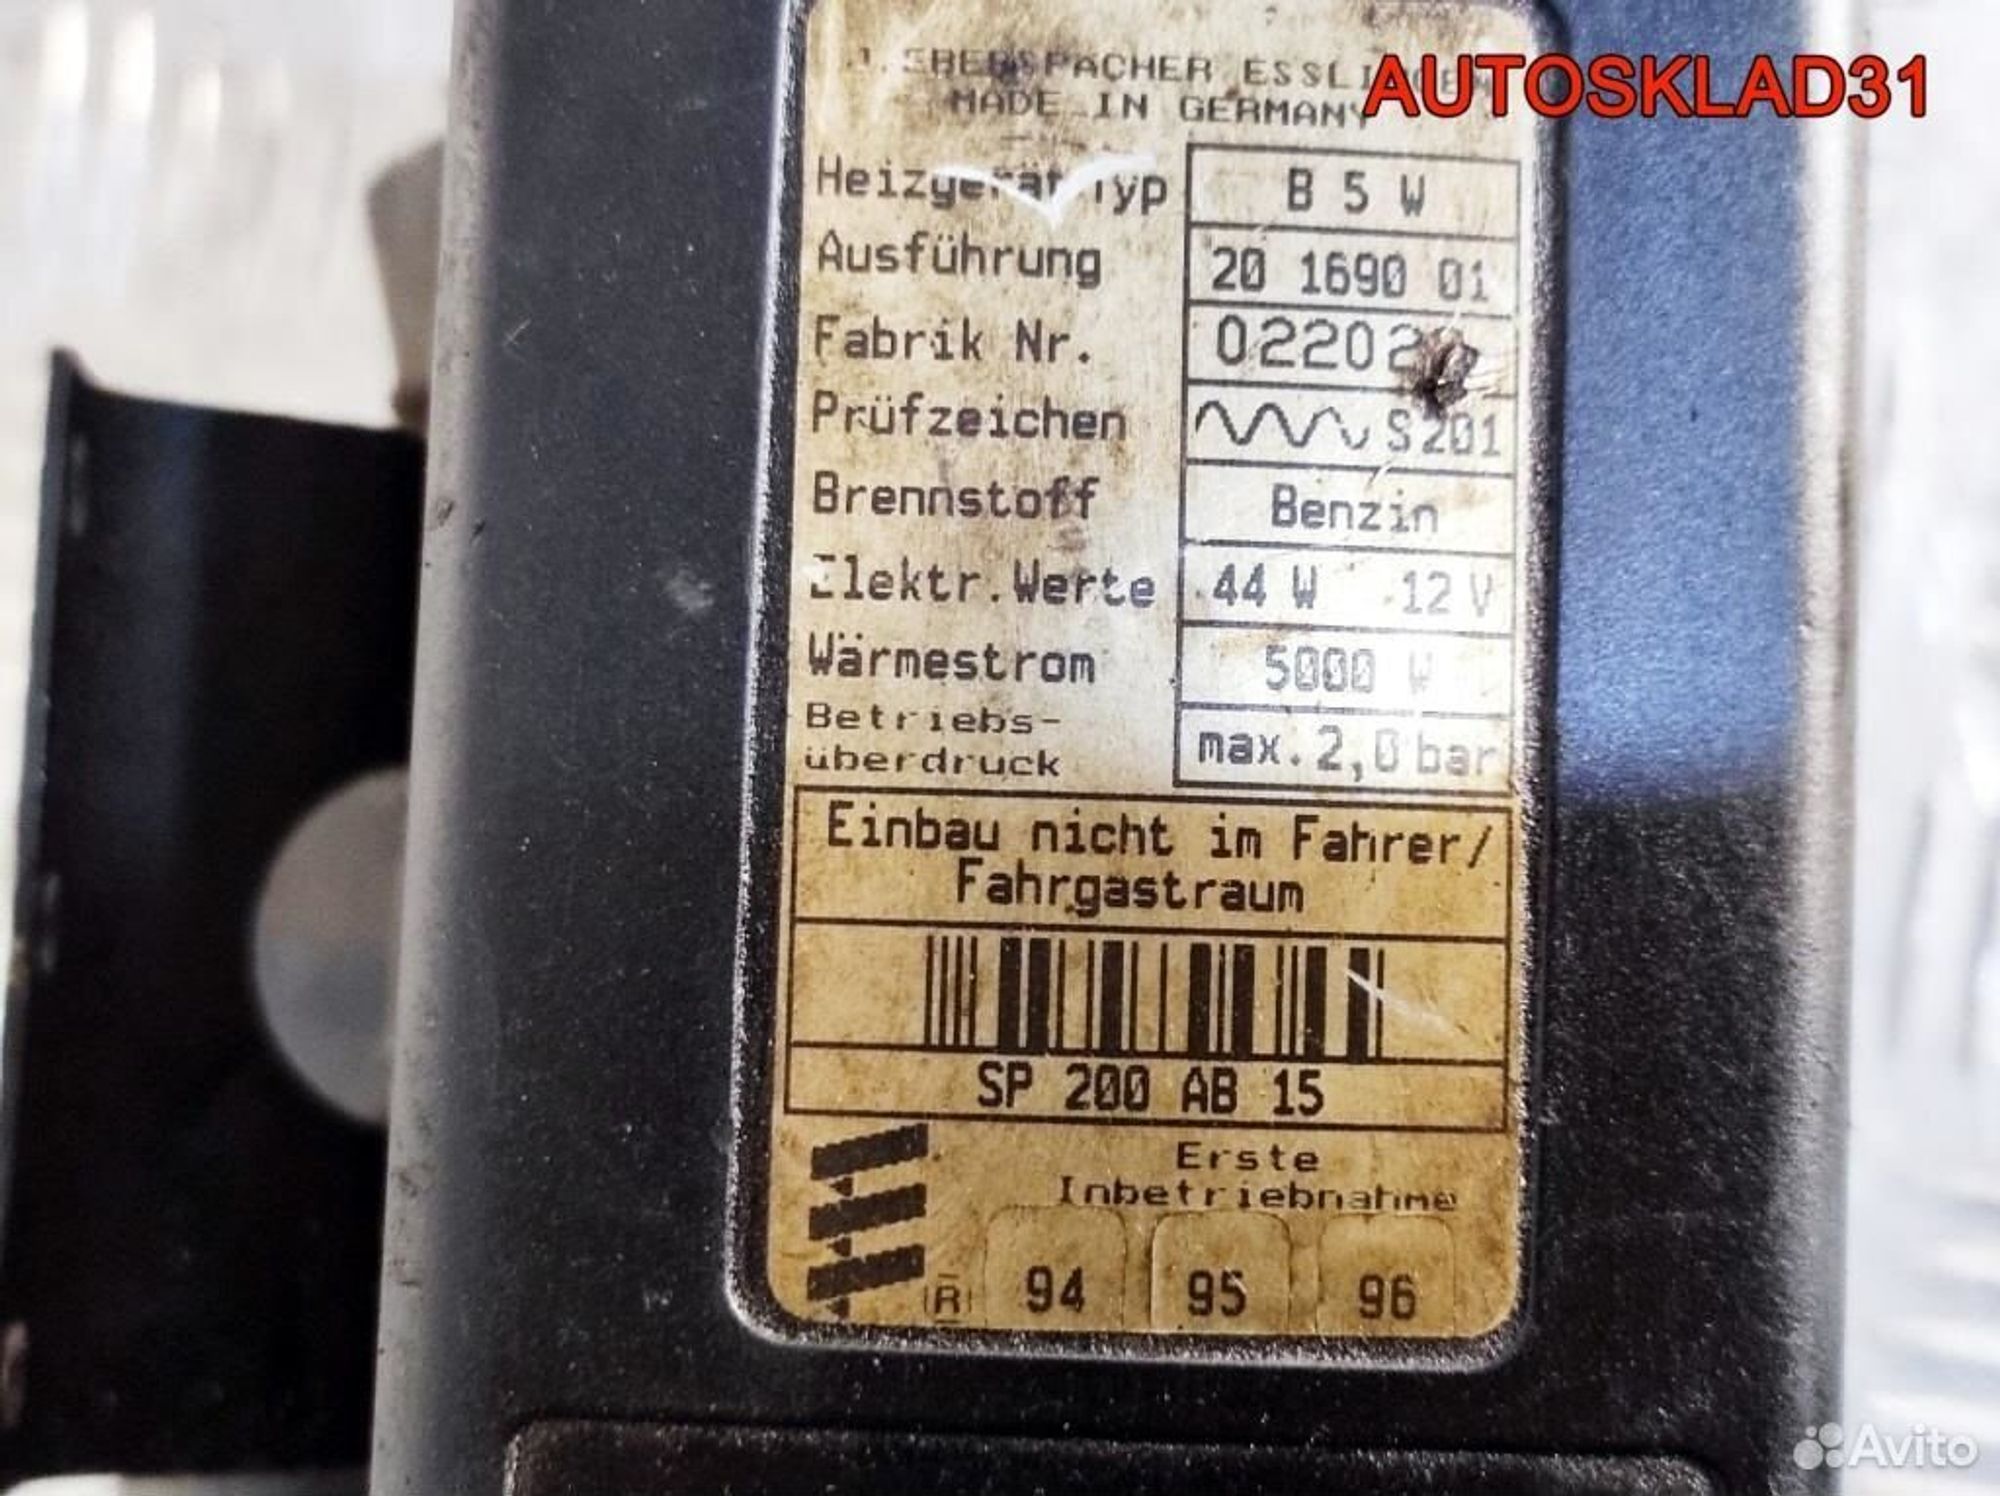 J. EBERSPÄCHER ESSLINGEN
AUTOSKLAD31
MADE IN GERMANY
Heizgerät Typ B 5 W
Ausführung 20 1690 01
Fabrik Nr.
Prüfzeichen S 201
Brennstoff Benzin
Elektr.Werte 44 W 12 V
Wärmestrom 5000 W
Betriebs-
überdruck max.2,0 bar
Einbau nicht im Fahrer/
Fahrgastraum
SP 200 AB 15
Erste
Inbetriebnahme
R 94 95 96
Avito